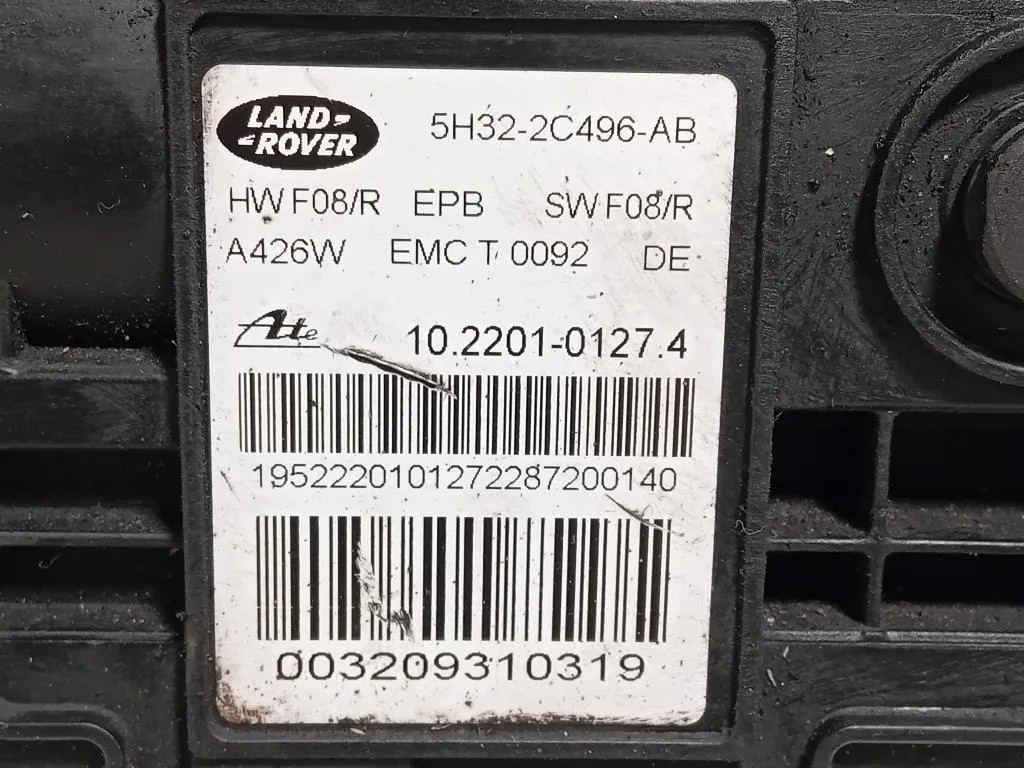 LAND-
-ROVER
5H32-2C496-AB
HW F08/R EPB SW F08/R
A426W EMC T 0092 DE
Ate 10.2201-0127.4
1952220101272287200140
003209310319